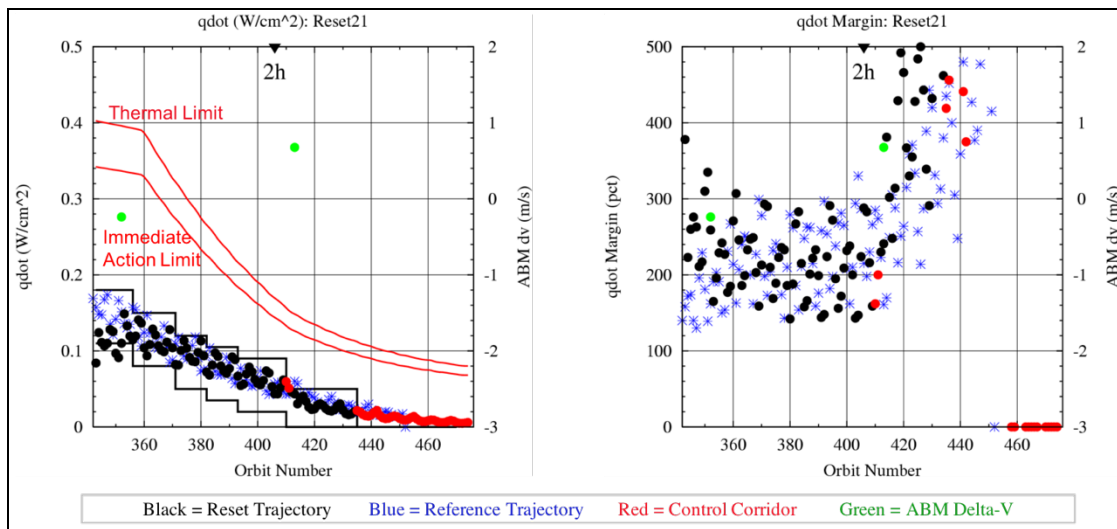 qdot (W/cm^2): Reset21
0.5
0.4
0.3
0.2
0.1
0
2
1
0
-1
-2
-3
2h
Thermal Limit
Immediate
Action Limit
qdot (W/cm^2)
ABM dv (m/s)
360
380
400
420
440
460
Orbit Number
qdot Margin: Reset21
500
400
300
200
100
0
2
1
0
-1
-2
-3
2h
qdot Margin (pct)
ABM dv (m/s)
360
380
400
420
440
460
Orbit Number
Black = Reset Trajectory Blue = Reference Trajectory Red = Control Corridor Green = ABM Delta-V